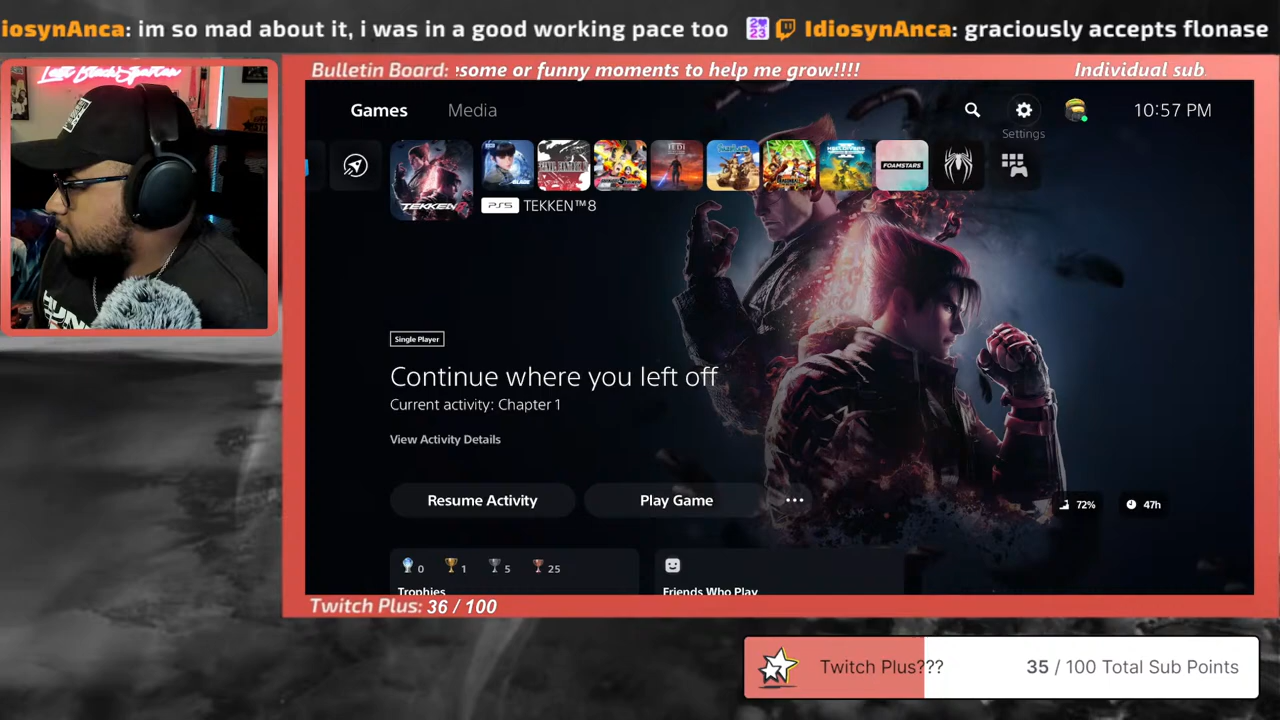 iosynAnca: im so mad about it, i was in a good working pace too IdiosynAnca: graciously accepts flonase
Bulletin Board: :some or funny moments to help me grow!!!! Individual sub
Last BlackSpartan
Games Media 10:57 PM
Settings
TEKKEN 8
FOAMSTARS
PS5 TEKKEN™8
Single Player
Continue where you left off
Current activity: Chapter 1
View Activity Details
Resume Activity Play Game •••
72% 47h
0 1 5 25
Trophies Friends Who Play
Twitch Plus: 36 / 100
Twitch Plus??? 35 / 100 Total Sub Points